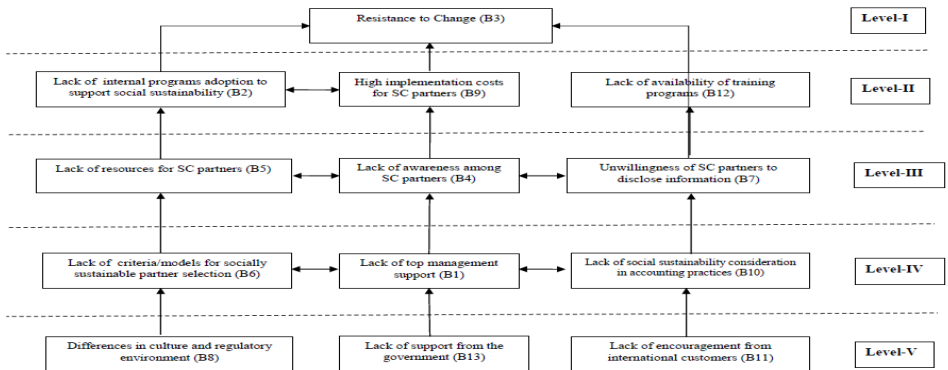 Resistance to Change (B3)
Level-I
Lack of internal programs adoption to
support social sustainability (B2)
High implementation costs
for SC partners (B9)
Lack of availability of training
programs (B12)
Level-II
Lack of resources for SC partners (B5)
Lack of awareness among
SC partners (B4)
Unwillingness of SC partners to
disclose information (B7)
Level-III
Lack of criteria/models for socially
sustainable partner selection (B6)
Lack of top management
support (B1)
Lack of social sustainability consideration
in accounting practices (B10)
Level-IV
Differences in culture and regulatory
environment (B8)
Lack of support from the
government (B13)
Lack of encouragement from
international customers (B11)
Level-V